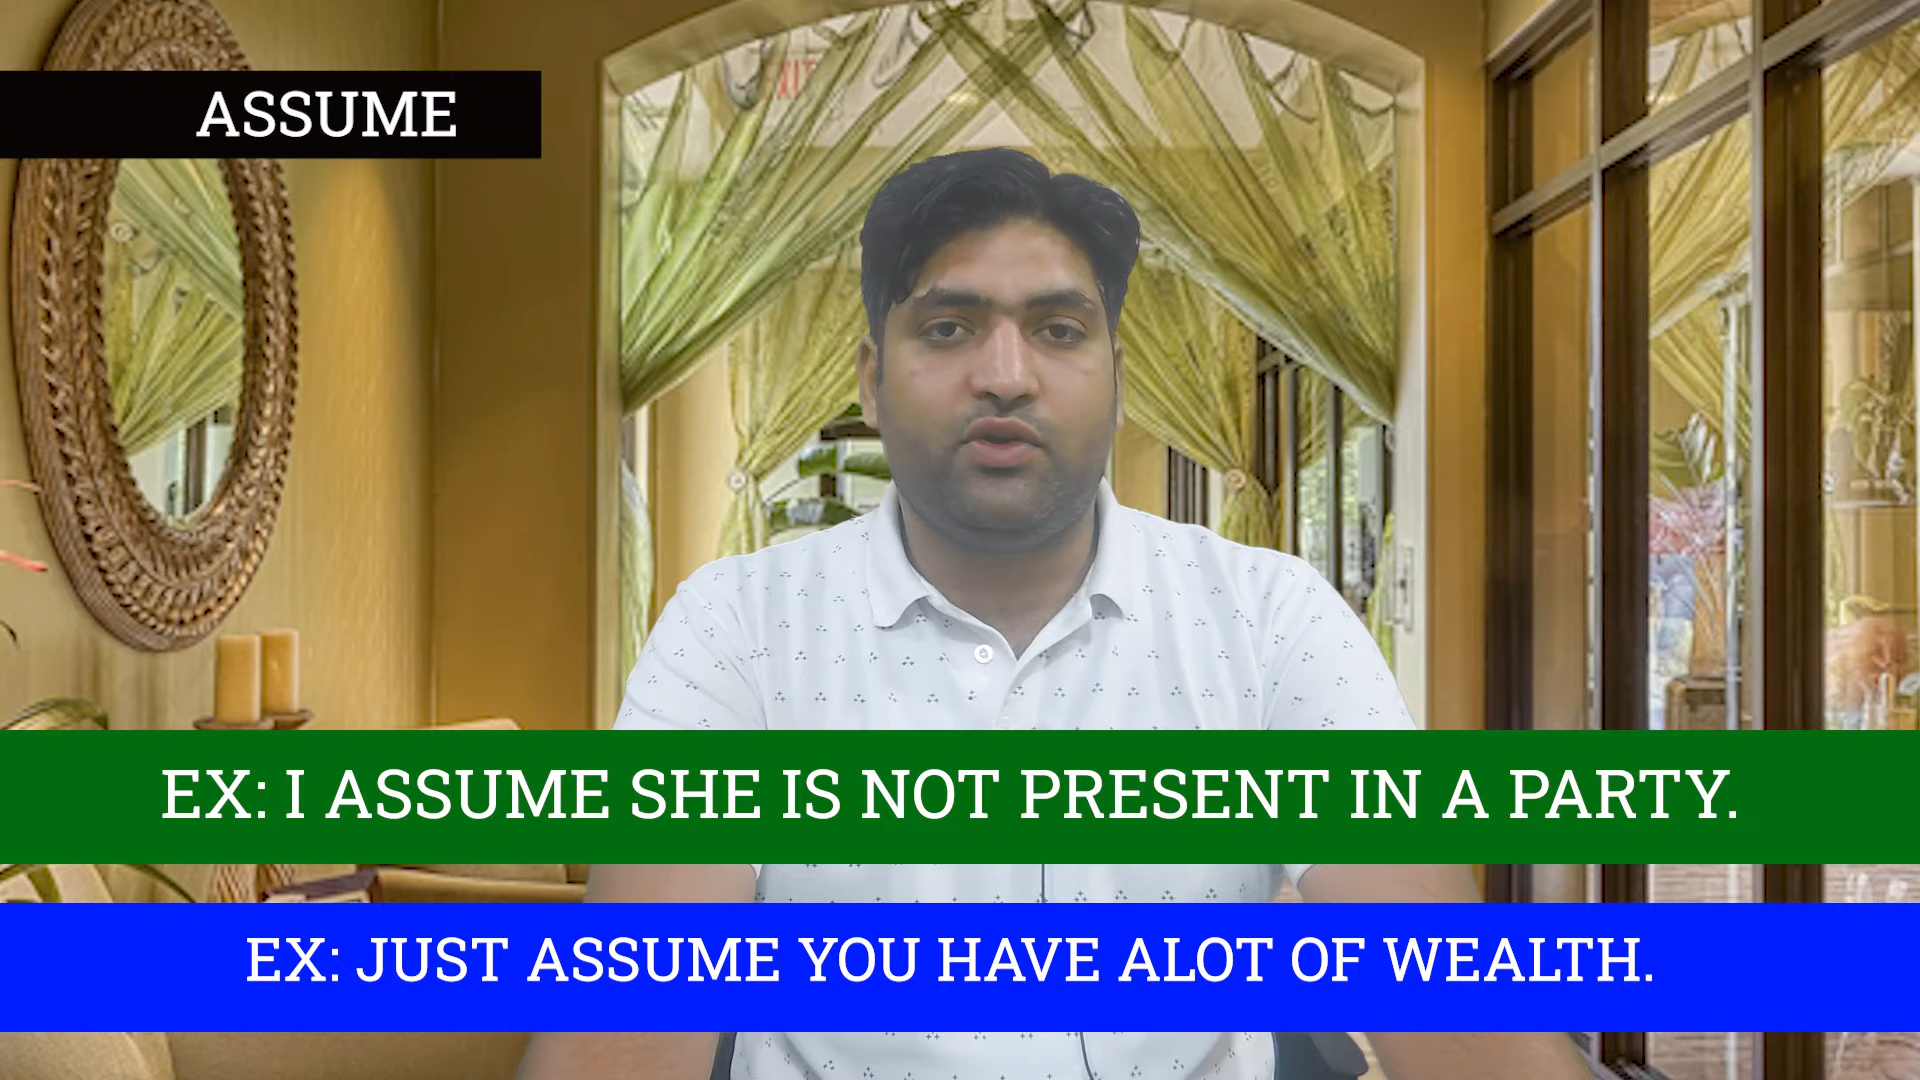 ASSUME
EX: I ASSUME SHE IS NOT PRESENT IN A PARTY.
EX: JUST ASSUME YOU HAVE ALOT OF WEALTH.